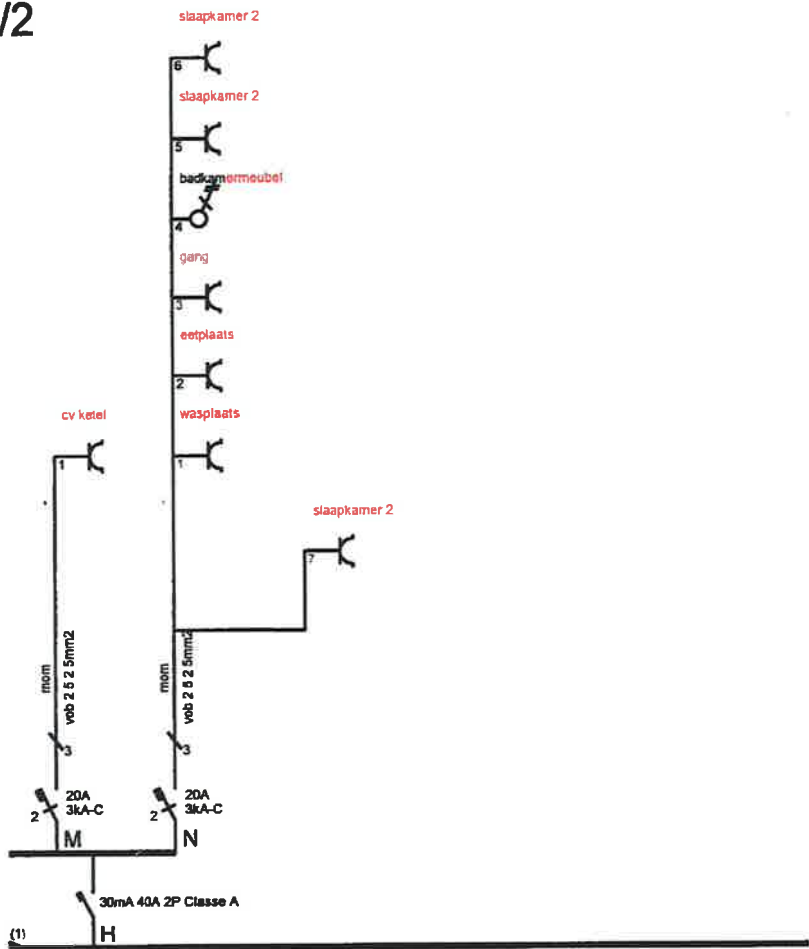 /2
slaapkamer 2
6
slaapkamer 2
5
badkamermeubel
4
gang
3
eetplaats
2
cv ketel
wasplaats
1
1
slaapkamer 2
7
mom
vob 2 5 2 5mm2
mom
vob 2 5 2 5mm2
3
3
20A
3kA-C
20A
3kA-C
2
2
M
N
30mA 40A 2P Classe A
(1)
H